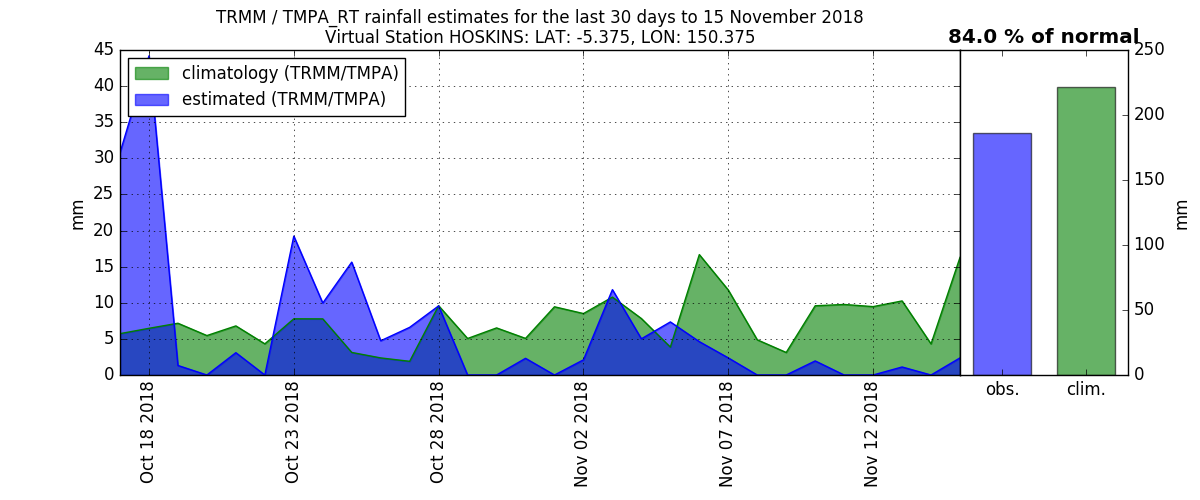 TRMM / TMPA_RT rainfall estimates for the last 30 days to 15 November 2018
Virtual Station HOSKINS: LAT: -5.375, LON: 150.375
84.0 % of normal
climatology (TRMM/TMPA)
estimated (TRMM/TMPA)
45
40
35
30
25
20
15
10
5
0
mm
Oct 18 2018
Oct 23 2018
Oct 28 2018
Nov 02 2018
Nov 07 2018
Nov 12 2018
obs.
clim.
250
200
150
100
50
0
mm